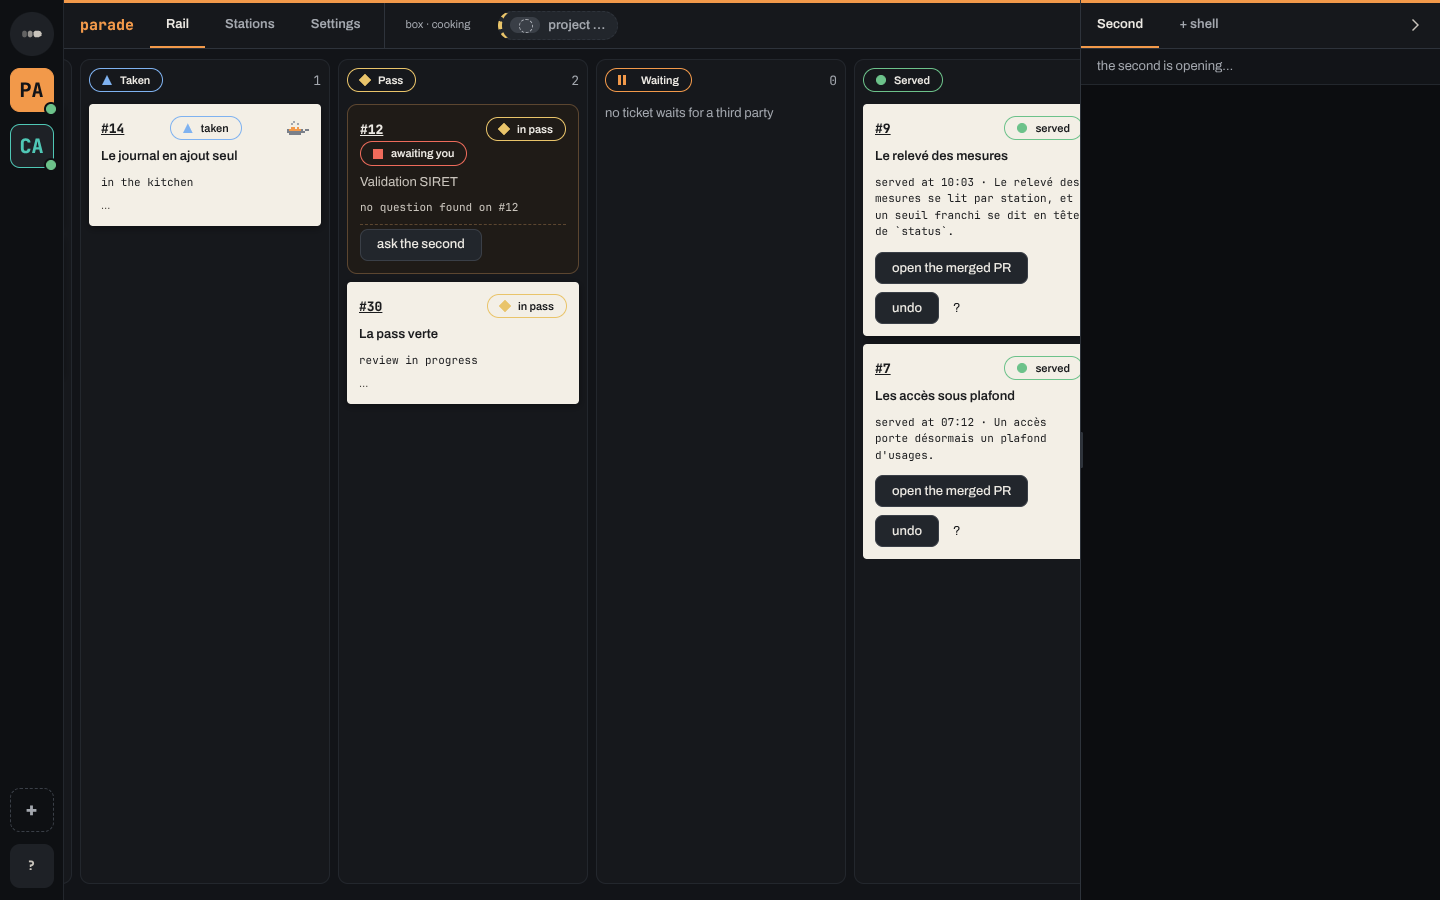 parade
Rail
Stations
Settings
box · cooking
project ...
Second
+ shell
the second is opening...
PA
CA
+
?
Taken
1
#14
taken
Le journal en ajout seul
in the kitchen
...
Pass
2
#12
in pass
awaiting you
Validation SIRET
no question found on #12
ask the second
#30
in pass
La pass verte
review in progress
...
Waiting
0
no ticket waits for a third party
Served
#9
served
Le relevé des mesures
served at 10:03 · Le relevé des
mesures se lit par station, et
un seuil franchi se dit en tête
de `status`.
open the merged PR
undo
?
#7
served
Les accès sous plafond
served at 07:12 · Un accès
porte désormais un plafond
d'usages.
open the merged PR
undo
?